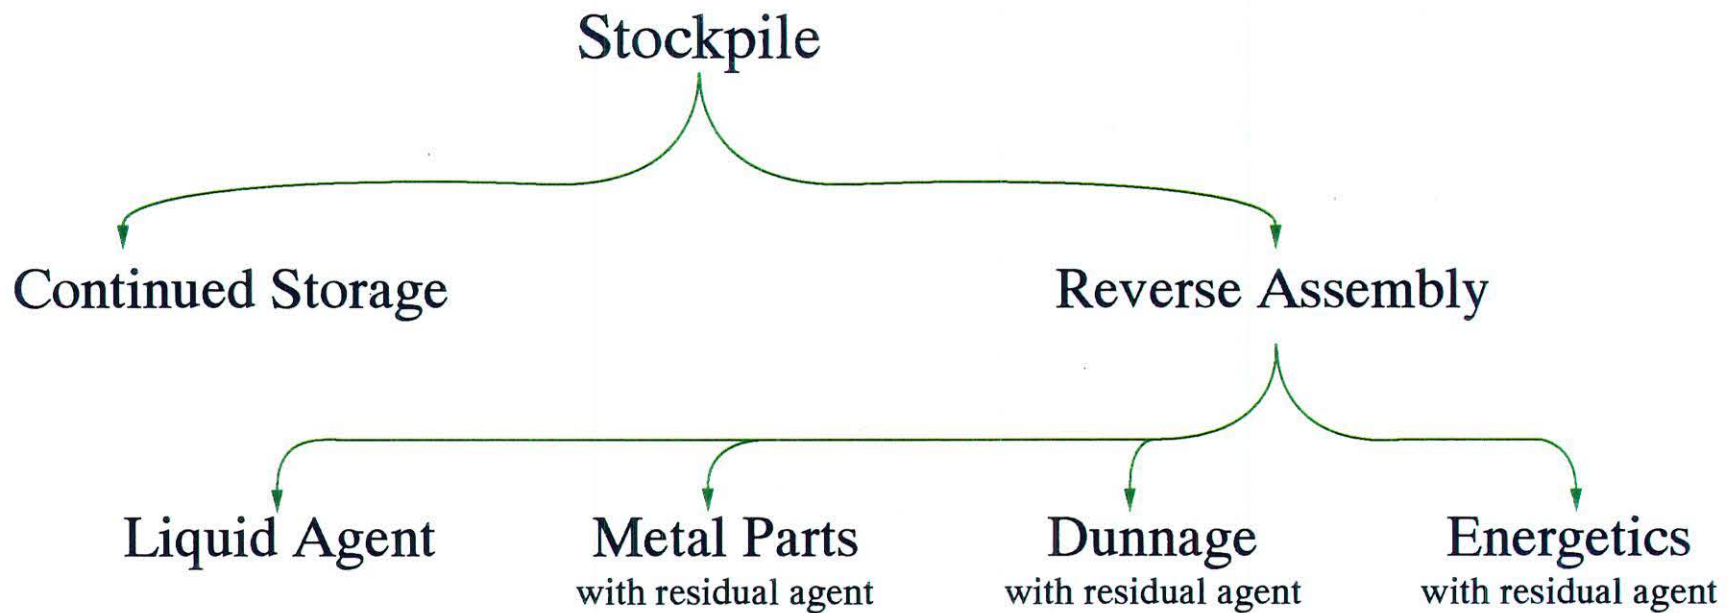 Stockpile
Continued Storage
Reverse Assembly
Liquid Agent
Metal Parts
with residual agent
Dunnage
with residual agent
Energetics
with residual agent